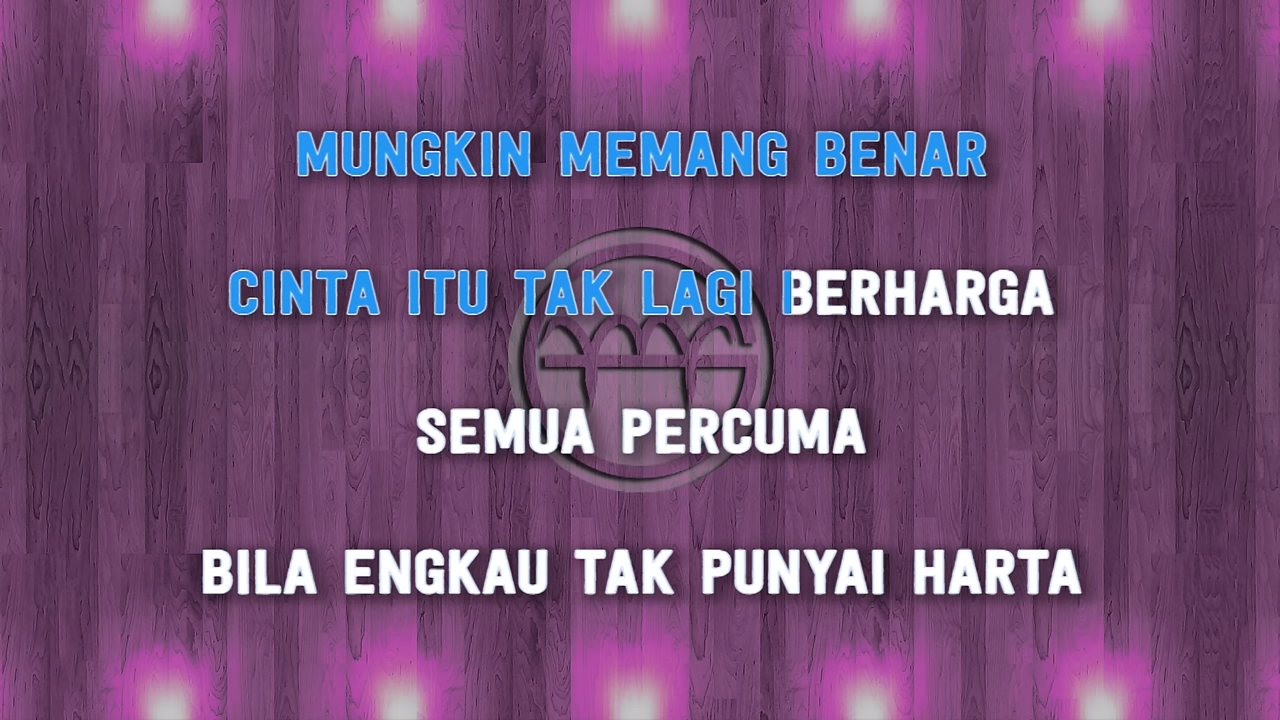 MUNGKIN MEMANG BENAR
CINTA ITU TAK LAGI BERHARGA
SEMUA PERCUMA
BILA ENGKAU TAK PUNYAI HARTA